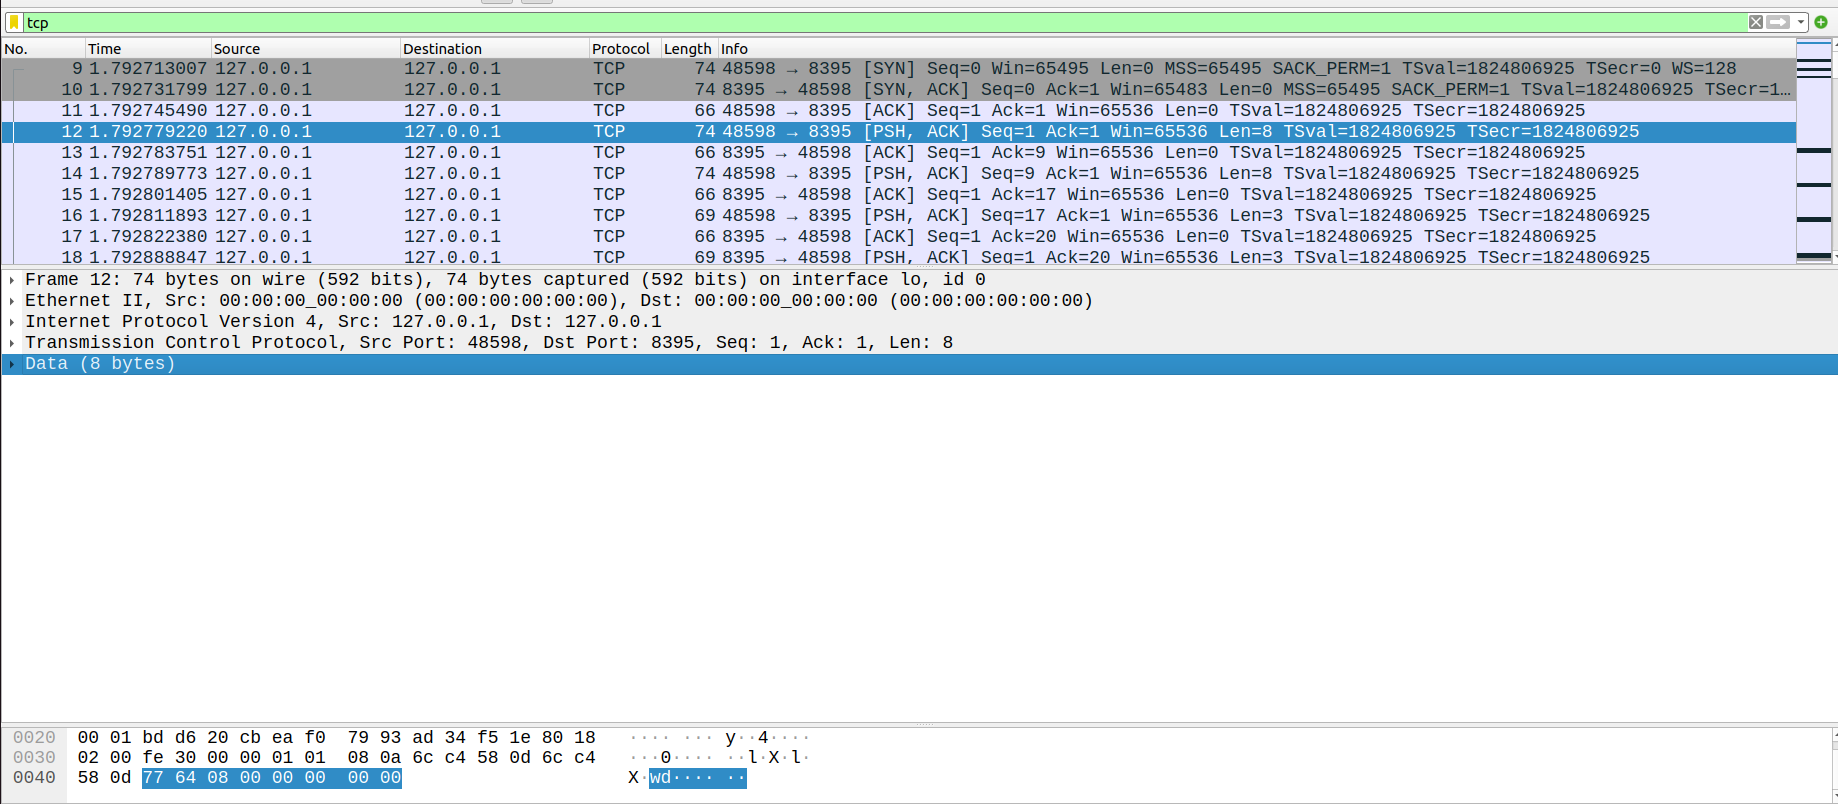 tcp
No. Time Source Destination Protocol Length Info
9 1.792713007 127.0.0.1 127.0.0.1 TCP 74 48598 → 8395 [SYN] Seq=0 Win=65495 Len=0 MSS=65495 SACK_PERM=1 TSval=1824806925 TSecr=0 WS=128
10 1.792731799 127.0.0.1 127.0.0.1 TCP 74 8395 → 48598 [SYN, ACK] Seq=0 Ack=1 Win=65483 Len=0 MSS=65495 SACK_PERM=1 TSval=1824806925 TSecr=1...
11 1.792745490 127.0.0.1 127.0.0.1 TCP 66 48598 → 8395 [ACK] Seq=1 Ack=1 Win=65536 Len=0 TSval=1824806925 TSecr=1824806925
12 1.792779220 127.0.0.1 127.0.0.1 TCP 74 48598 → 8395 [PSH, ACK] Seq=1 Ack=1 Win=65536 Len=8 TSval=1824806925 TSecr=1824806925
13 1.792783751 127.0.0.1 127.0.0.1 TCP 66 8395 → 48598 [ACK] Seq=1 Ack=9 Win=65536 Len=0 TSval=1824806925 TSecr=1824806925
14 1.792789773 127.0.0.1 127.0.0.1 TCP 74 48598 → 8395 [PSH, ACK] Seq=9 Ack=1 Win=65536 Len=8 TSval=1824806925 TSecr=1824806925
15 1.792801405 127.0.0.1 127.0.0.1 TCP 66 8395 → 48598 [ACK] Seq=1 Ack=17 Win=65536 Len=0 TSval=1824806925 TSecr=1824806925
16 1.792811893 127.0.0.1 127.0.0.1 TCP 69 48598 → 8395 [PSH, ACK] Seq=17 Ack=1 Win=65536 Len=3 TSval=1824806925 TSecr=1824806925
17 1.792822380 127.0.0.1 127.0.0.1 TCP 66 8395 → 48598 [ACK] Seq=1 Ack=20 Win=65536 Len=0 TSval=1824806925 TSecr=1824806925
18 1.792888847 127.0.0.1 127.0.0.1 TCP 69 8395 → 48598 [PSH, ACK] Seq=1 Ack=20 Win=65536 Len=3 TSval=1824806925 TSecr=1824806925
Frame 12: 74 bytes on wire (592 bits), 74 bytes captured (592 bits) on interface lo, id 0
Ethernet II, Src: 00:00:00_00:00:00 (00:00:00:00:00:00), Dst: 00:00:00_00:00:00 (00:00:00:00:00:00)
Internet Protocol Version 4, Src: 127.0.0.1, Dst: 127.0.0.1
Transmission Control Protocol, Src Port: 48598, Dst Port: 8395, Seq: 1, Ack: 1, Len: 8
Data (8 bytes)
0020 00 01 bd d6 20 cb ea f0 79 93 ad 34 f5 1e 80 18 ···· ··· y··4····
0030 02 00 fe 30 00 00 01 01 08 0a 6c c4 58 0d 6c c4 ···0···· ··l·X·l·
0040 58 0d 77 64 08 00 00 00 00 00 X·wd···· ··